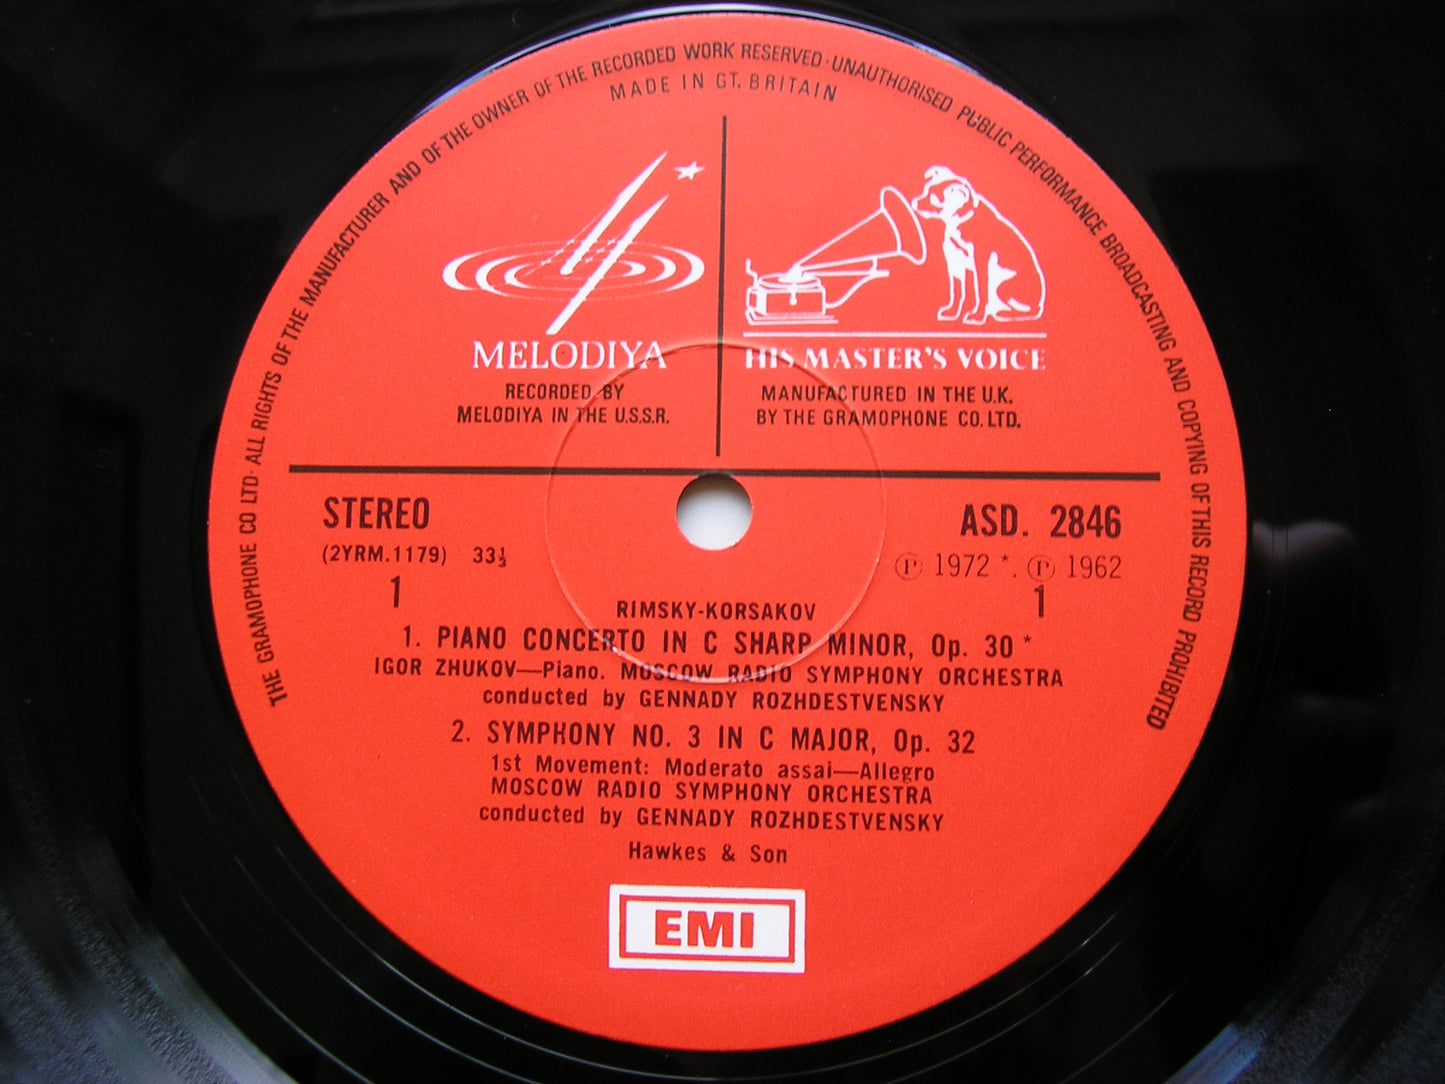 THE GRAMOPHONE CO LTD· ALL RIGHTS OF THE MANUFACTURER AND OF THE OWNER OF THE RECORDED WORK RESERVED·UNAUTHORISED PUBLIC PERFORMANCE BROADCASTING AND COPYING OF THIS RECORD PROHIBITED
MADE IN GT. BRITAIN
MELODIYA
RECORDED BY
MELODIYA IN THE U.S.S.R.
HIS MASTER'S VOICE
MANUFACTURED IN THE U.K.
BY THE GRAMOPHONE CO. LTD.
STEREO
(2YRM.1179) 33⅓
1
ASD. 2846
Ⓟ 1972 *. Ⓟ 1962
1
RIMSKY-KORSAKOV
1. PIANO CONCERTO IN C SHARP MINOR, Op. 30 *
IGOR ZHUKOV—Piano. MOSCOW RADIO SYMPHONY ORCHESTRA
conducted by GENNADY ROZHDESTVENSKY
2. SYMPHONY NO. 3 IN C MAJOR, Op. 32
1st Movement: Moderato assai—Allegro
MOSCOW RADIO SYMPHONY ORCHESTRA
conducted by GENNADY ROZHDESTVENSKY
Hawkes & Son
EMI